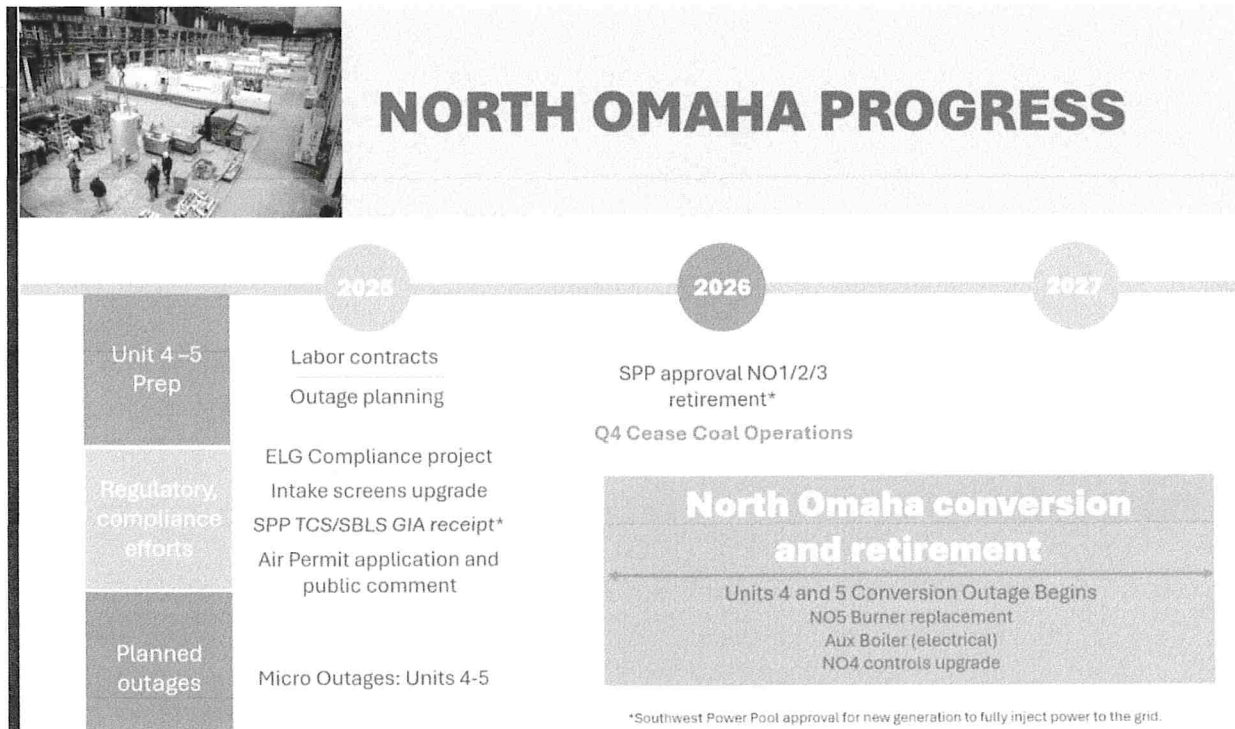 NORTH OMAHA PROGRESS
2025
2026
2027
Unit 4 –5
Prep
Labor contracts
Outage planning
SPP approval NO1/2/3
retirement*
Q4 Cease Coal Operations
Regulatory,
compliance
efforts
ELG Compliance project
Intake screens upgrade
SPP TCS/SBLS GIA receipt*
Air Permit application and
public comment
North Omaha conversion
and retirement
Units 4 and 5 Conversion Outage Begins
NO5 Burner replacement
Aux Boiler (electrical)
NO4 controls upgrade
Planned
outages
Micro Outages: Units 4-5
*Southwest Power Pool approval for new generation to fully inject power to the grid.